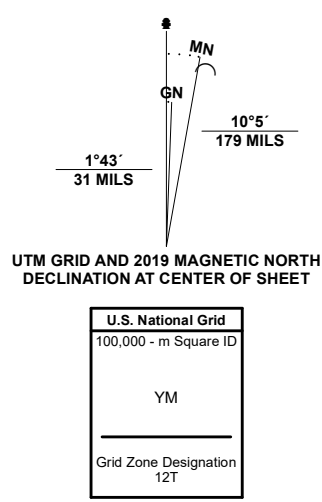 MN
GN
10°5´
179 MILS
1°43´
31 MILS
UTM GRID AND 2019 MAGNETIC NORTH
DECLINATION AT CENTER OF SHEET
U.S. National Grid
100,000 - m Square ID
YM
Grid Zone Designation
12T